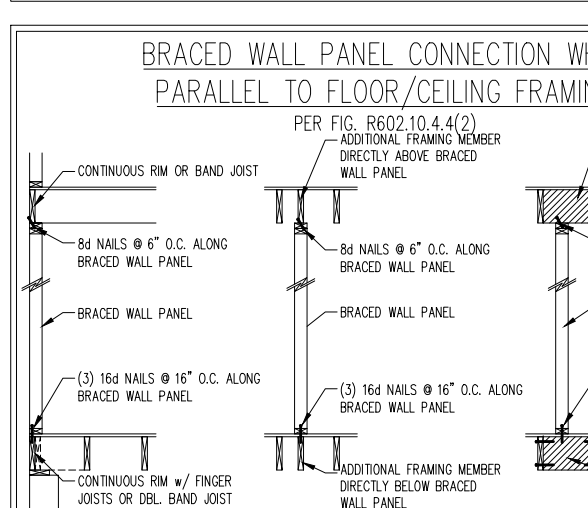 BRACED WALL PANEL CONNECTION
PARALLEL TO FLOOR/CEILING
PER FIG. R602.10.4.4(2)
CONTINUOUS RIM OR BAND JOIST
8d NAILS @ 6" O.C. ALONG
BRACED WALL PANEL
BRACED WALL PANEL
(3) 16d NAILS @ 16" O.C. ALONG
BRACED WALL PANEL
CONTINUOUS RIM w/ FINGER
JOISTS OR DBL. BAND JOIST
ADDITIONAL FRAMING MEMBER
DIRECTLY ABOVE BRACED
WALL PANEL
8d NAILS @ 6" O.C. ALONG
BRACED WALL PANEL
BRACED WALL PANEL
(3) 16d NAILS @ 16" O.C. ALONG
BRACED WALL PANEL
ADDITIONAL FRAMING MEMBER
DIRECTLY BELOW BRACED
WALL PANEL